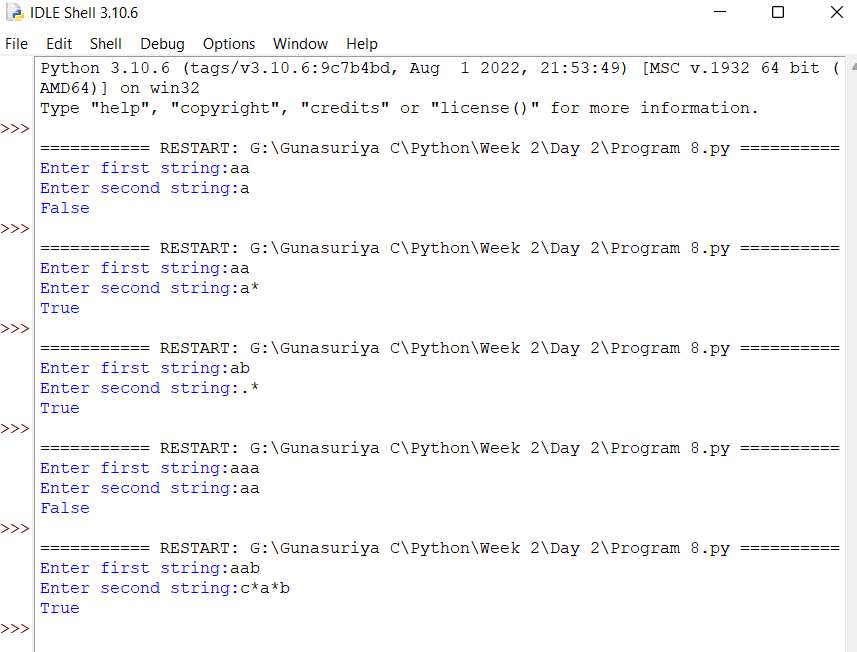 IDLE Shell 3.10.6
File Edit Shell Debug Options Window Help
Python 3.10.6 (tags/v3.10.6:9c7b4bd, Aug  1 2022, 21:53:49) [MSC v.1932 64 bit (
AMD64)] on win32
Type "help", "copyright", "credits" or "license()" for more information.
>>>
=========== RESTART: G:\Gunasuriya C\Python\Week 2\Day 2\Program 8.py ==========
Enter first string:aa
Enter second string:a
False
>>>
=========== RESTART: G:\Gunasuriya C\Python\Week 2\Day 2\Program 8.py ==========
Enter first string:aa
Enter second string:a*
True
>>>
=========== RESTART: G:\Gunasuriya C\Python\Week 2\Day 2\Program 8.py ==========
Enter first string:ab
Enter second string:.*
True
>>>
=========== RESTART: G:\Gunasuriya C\Python\Week 2\Day 2\Program 8.py ==========
Enter first string:aaa
Enter second string:aa
False
>>>
=========== RESTART: G:\Gunasuriya C\Python\Week 2\Day 2\Program 8.py ==========
Enter first string:aab
Enter second string:c*a*b
True
>>>